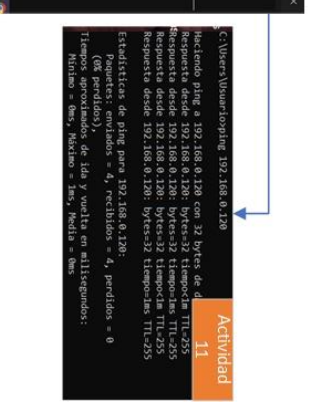 C:\Users\Usuario>ping 192.168.0.120
Haciendo ping a 192.168.0.120 con 32 bytes de
Respuesta desde 192.168.0.120: bytes=32 tiempo<1m TTL=255
Respuesta desde 192.168.0.120: bytes=32 tiempo=1ms TTL=255
Respuesta desde 192.168.0.120: bytes=32 tiempo<1m TTL=255
Respuesta desde 192.168.0.120: bytes=32 tiempo=1ms TTL=255
Estadísticas de ping para 192.168.0.120:
Paquetes: enviados = 4, recibidos = 4, perdidos = 0
(0% perdidos),
Tiempos aproximados de ida y vuelta en milisegundos:
Mínimo = 0ms, Máximo = 1ms, Media = 0ms
Actividad
11